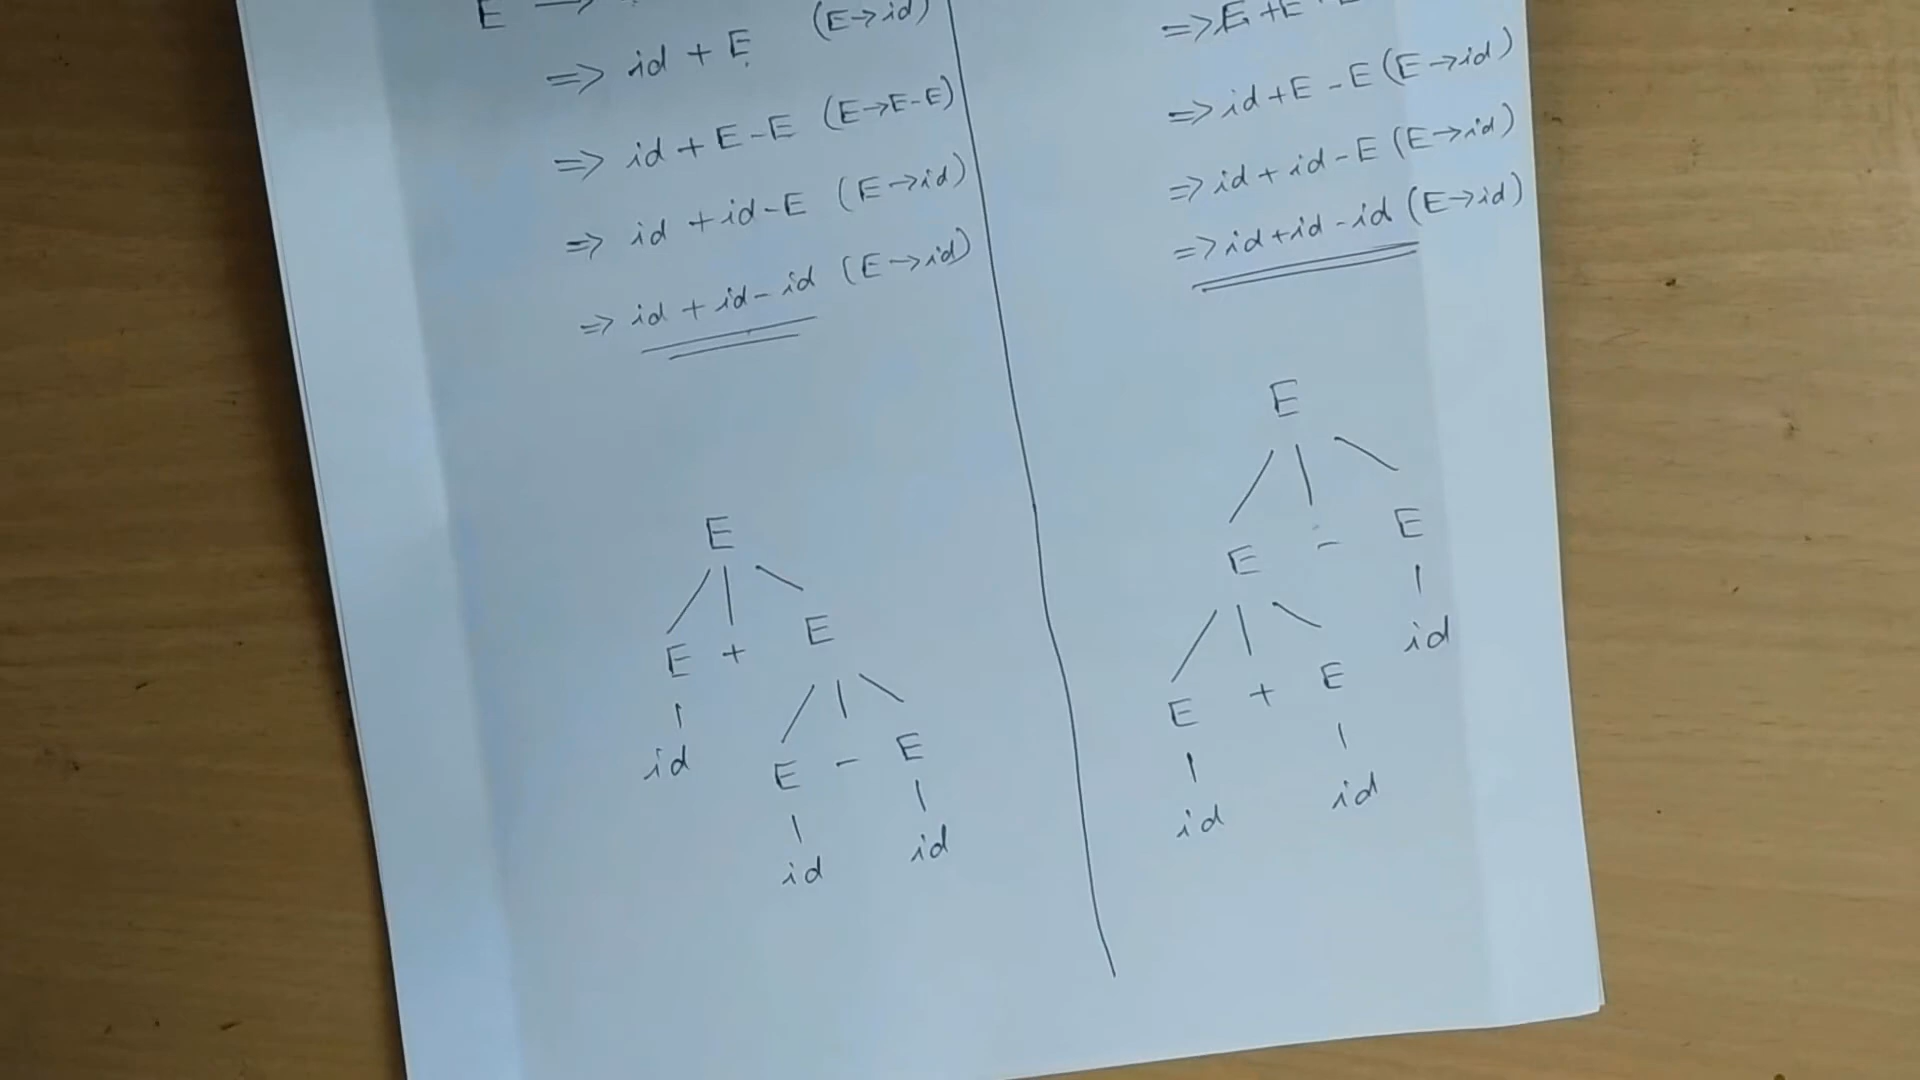 E →
⇒ id + E (E→id)
⇒ id + E - E (E→E-E)
⇒ id + id - E (E→id)
⇒ id + id - id (E→id)
E
E + E
id
E - E
id id
⇒ E + E
⇒ id + E - E (E→id)
⇒ id + id - E (E→id)
⇒ id + id - id (E→id)
E
E - E
id
E + E
id id